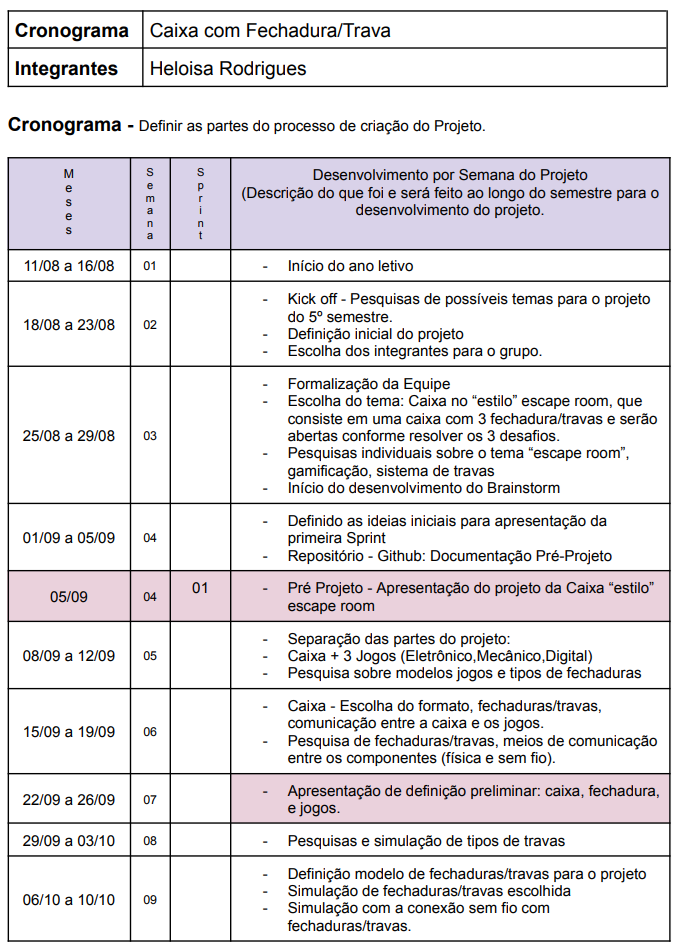 Cronograma Caixa com Fechadura/Trava
Integrantes Heloisa Rodrigues
Cronograma - Definir as partes do processo de criação do Projeto.
Meses Semana Sprint Desenvolvimento por Semana do Projeto
(Descrição do que foi e será feito ao longo do semestre para o
desenvolvimento do projeto.
11/08 a 16/08 01 - Início do ano letivo
18/08 a 23/08 02 - Kick off - Pesquisas de possíveis temas para o projeto
do 5º semestre.
- Definição inicial do projeto
- Escolha dos integrantes para o grupo.
25/08 a 29/08 03 - Formalização da Equipe
- Escolha do tema: Caixa no “estilo” escape room, que
consiste em uma caixa com 3 fechadura/travas e serão
abertas conforme resolver os 3 desafios.
- Pesquisas individuais sobre o tema “escape room”,
gamificação, sistema de travas
- Início do desenvolvimento do Brainstorm
01/09 a 05/09 04 - Definido as ideias iniciais para apresentação da
primeira Sprint
- Repositório - Github: Documentação Pré-Projeto
05/09 04 01 - Pré Projeto - Apresentação do projeto da Caixa “estilo”
escape room
08/09 a 12/09 05 - Separação das partes do projeto:
- Caixa + 3 Jogos (Eletrônico,Mecânico,Digital)
- Pesquisa sobre modelos jogos e tipos de fechaduras
15/09 a 19/09 06 - Caixa - Escolha do formato, fechaduras/travas,
comunicação entre a caixa e os jogos.
- Pesquisa de fechaduras/travas, meios de comunicação
entre os componentes (física e sem fio).
22/09 a 26/09 07 - Apresentação de definição preliminar: caixa, fechadura,
e jogos.
29/09 a 03/10 08 - Pesquisas e simulação de tipos de travas
06/10 a 10/10 09 - Definição modelo de fechaduras/travas para o projeto
- Simulação de fechaduras/travas escolhida
- Simulação com a conexão sem fio com
fechaduras/travas.